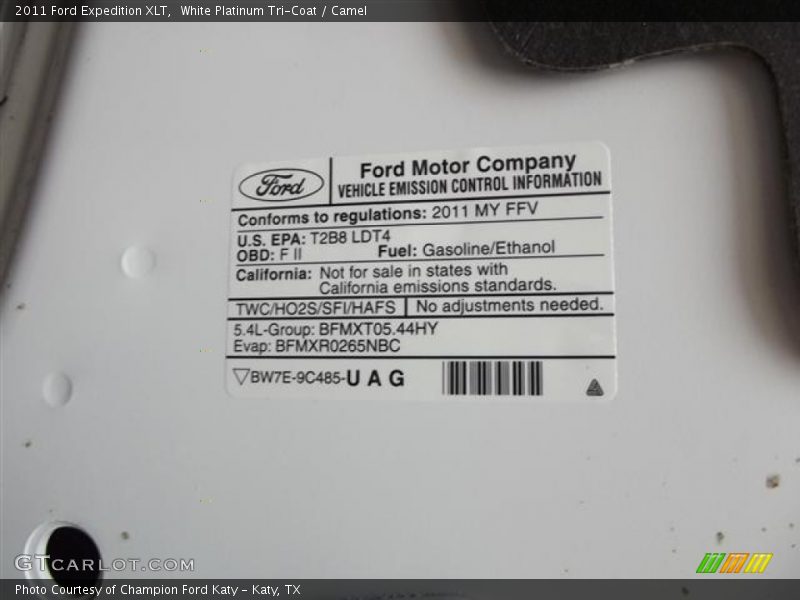 2011 Ford Expedition XLT,  White Platinum Tri-Coat / Camel
Ford
Ford Motor Company
VEHICLE EMISSION CONTROL INFORMATION
Conforms to regulations: 2011 MY FFV
U.S. EPA: T2B8 LDT4
OBD: F II Fuel: Gasoline/Ethanol
California: Not for sale in states with
California emissions standards.
TWC/HO2S/SFI/HAFS No adjustments needed.
5.4L-Group: BFMXT05.44HY
Evap: BFMXR0265NBC
BW7E-9C485-U A G
GTCARLOT.COM
Photo Courtesy of Champion Ford Katy - Katy, TX